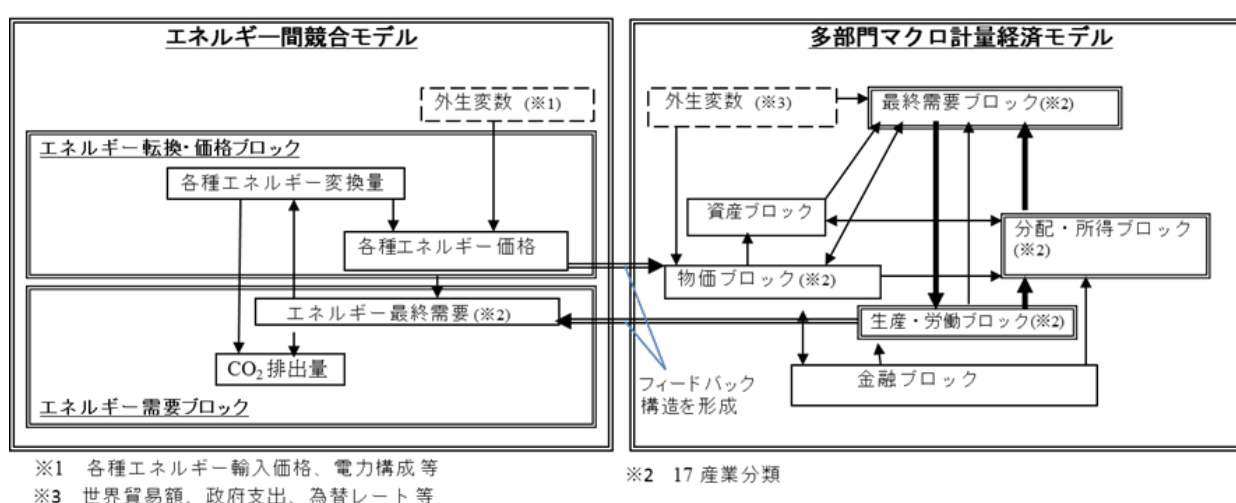 エネルギー間競合モデル
外生変数 (※1)
エネルギー転換・価格ブロック
各種エネルギー変換量
各種エネルギー価格
エネルギー最終需要(※2)
CO₂排出量
エネルギー需要ブロック
多部門マクロ計量経済モデル
外生変数 (※3)
最終需要ブロック(※2)
資産ブロック
分配・所得ブロック
(※2)
物価ブロック(※2)
生産・労働ブロック(※2)
金融ブロック
フィードバック
構造を形成
※1 各種エネルギー輸入価格、電力構成 等
※2 17 産業分類
※3 世界貿易額、政府支出、為替レート 等